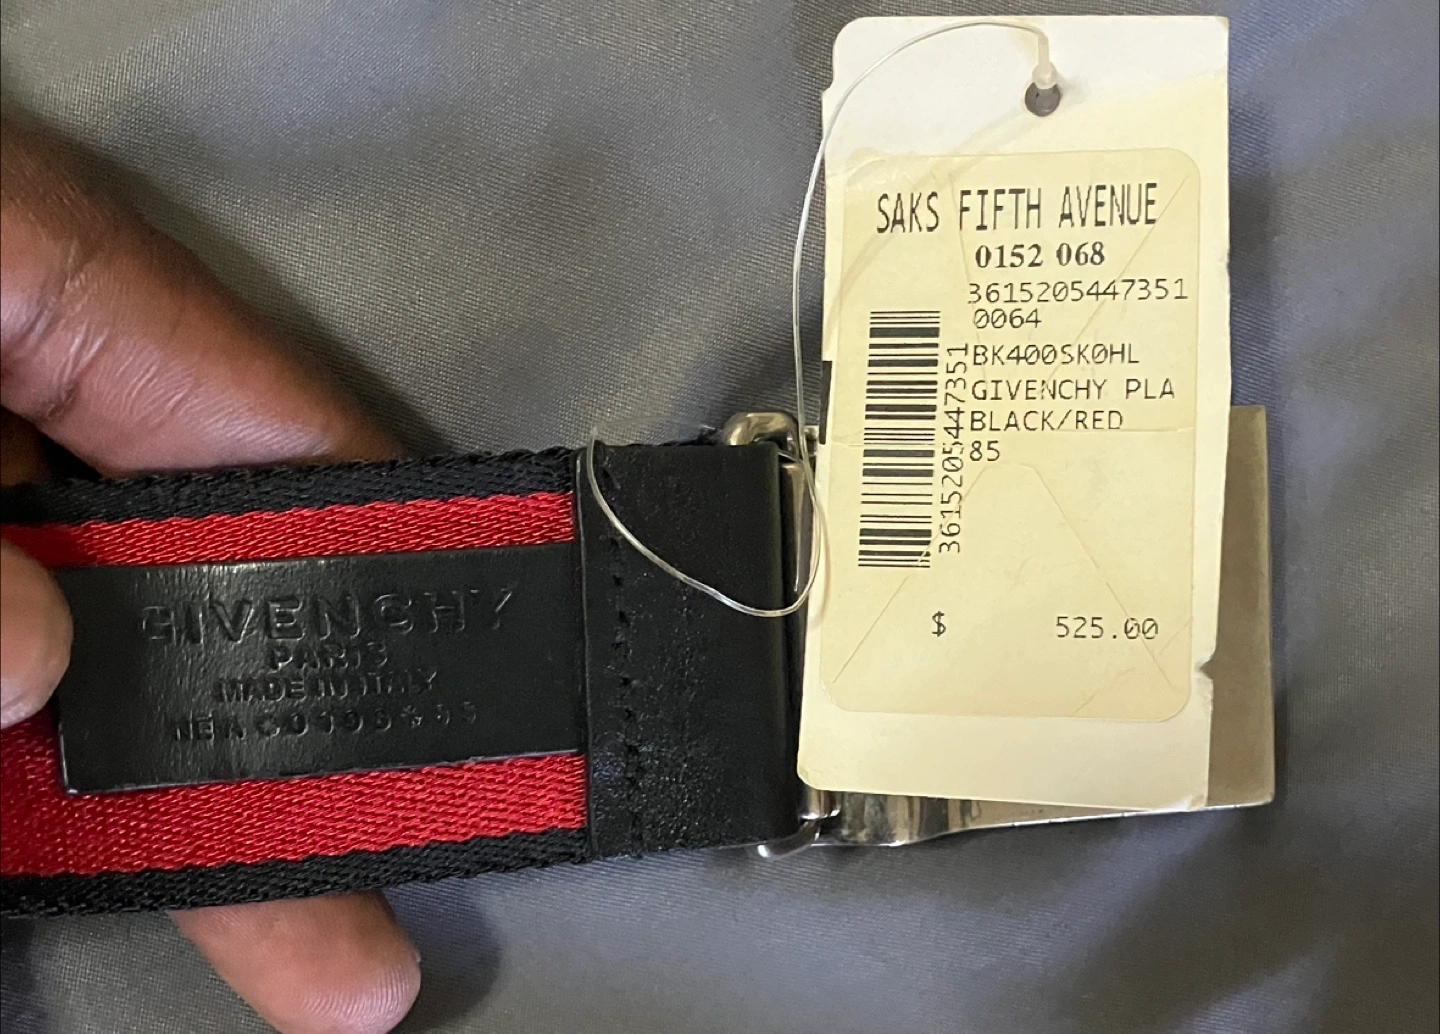 SAKS FIFTH AVENUE
0152 068
3615205447351
0064
BK400SK0HL
GIVENCHY PLA
BLACK/RED
85
3615205447351
$ 525.00
GIVENCHY
PARIS
MADE IN ITALY